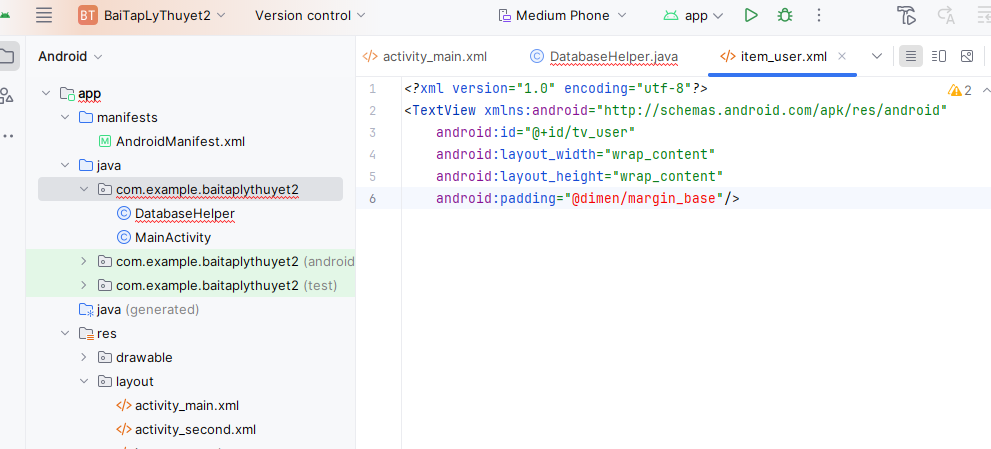 BT BaiTapLyThuyet2 Version control Medium Phone app
Android
app
manifests
AndroidManifest.xml
java
com.example.baitaplythuyet2
DatabaseHelper
MainActivity
com.example.baitaplythuyet2 (android
com.example.baitaplythuyet2 (test)
java (generated)
res
drawable
layout
activity_main.xml
activity_second.xml
activity_main.xml DatabaseHelper.java item_user.xml
2
1 <?xml version="1.0" encoding="utf-8"?>
2 <TextView xmlns:android="http://schemas.android.com/apk/res/android"
3 android:id="@+id/tv_user"
4 android:layout_width="wrap_content"
5 android:layout_height="wrap_content"
6 android:padding="@dimen/margin_base"/>